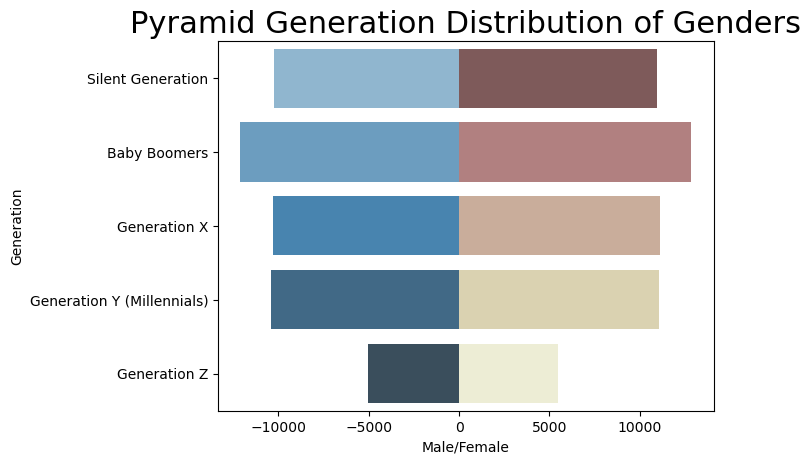 Pyramid Generation Distribution of Genders
Silent Generation
Baby Boomers
Generation X
Generation Y (Millennials)
Generation Z
Generation
−10000
−5000
0
5000
10000
Male/Female